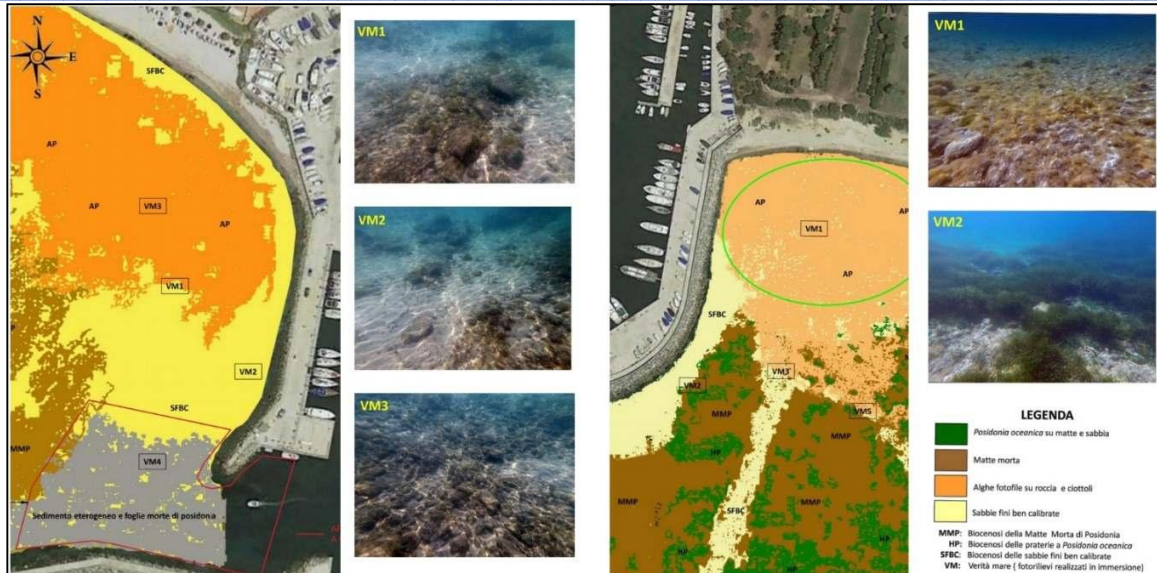 N
E
S
SFBC
AP
AP
VM3
AP
VM1
VM2
SFBC
MMP
VM4
Sedimento eterogeneo e foglie morte di posidonia
VM1
VM2
VM3
AP
AP
VM1
AP
SFBC
VM2
VM3
VM5
MMP
MMP
HP
MMP
MMP
SFBC
HP
VM1
VM2
LEGENDA
Posidonia oceanica su matte e sabbia
Matte morta
Alghe fotofile su roccia e ciottoli
Sabbie fini ben calibrate
MMP: Biocenosi della Matte Morta di Posidonia
HP: Biocenosi delle praterie a Posidonia oceanica
SFBC: Biocenosi delle sabbie fini ben calibrate
VM: Verità mare ( fotorilievi realizzati in immersione)